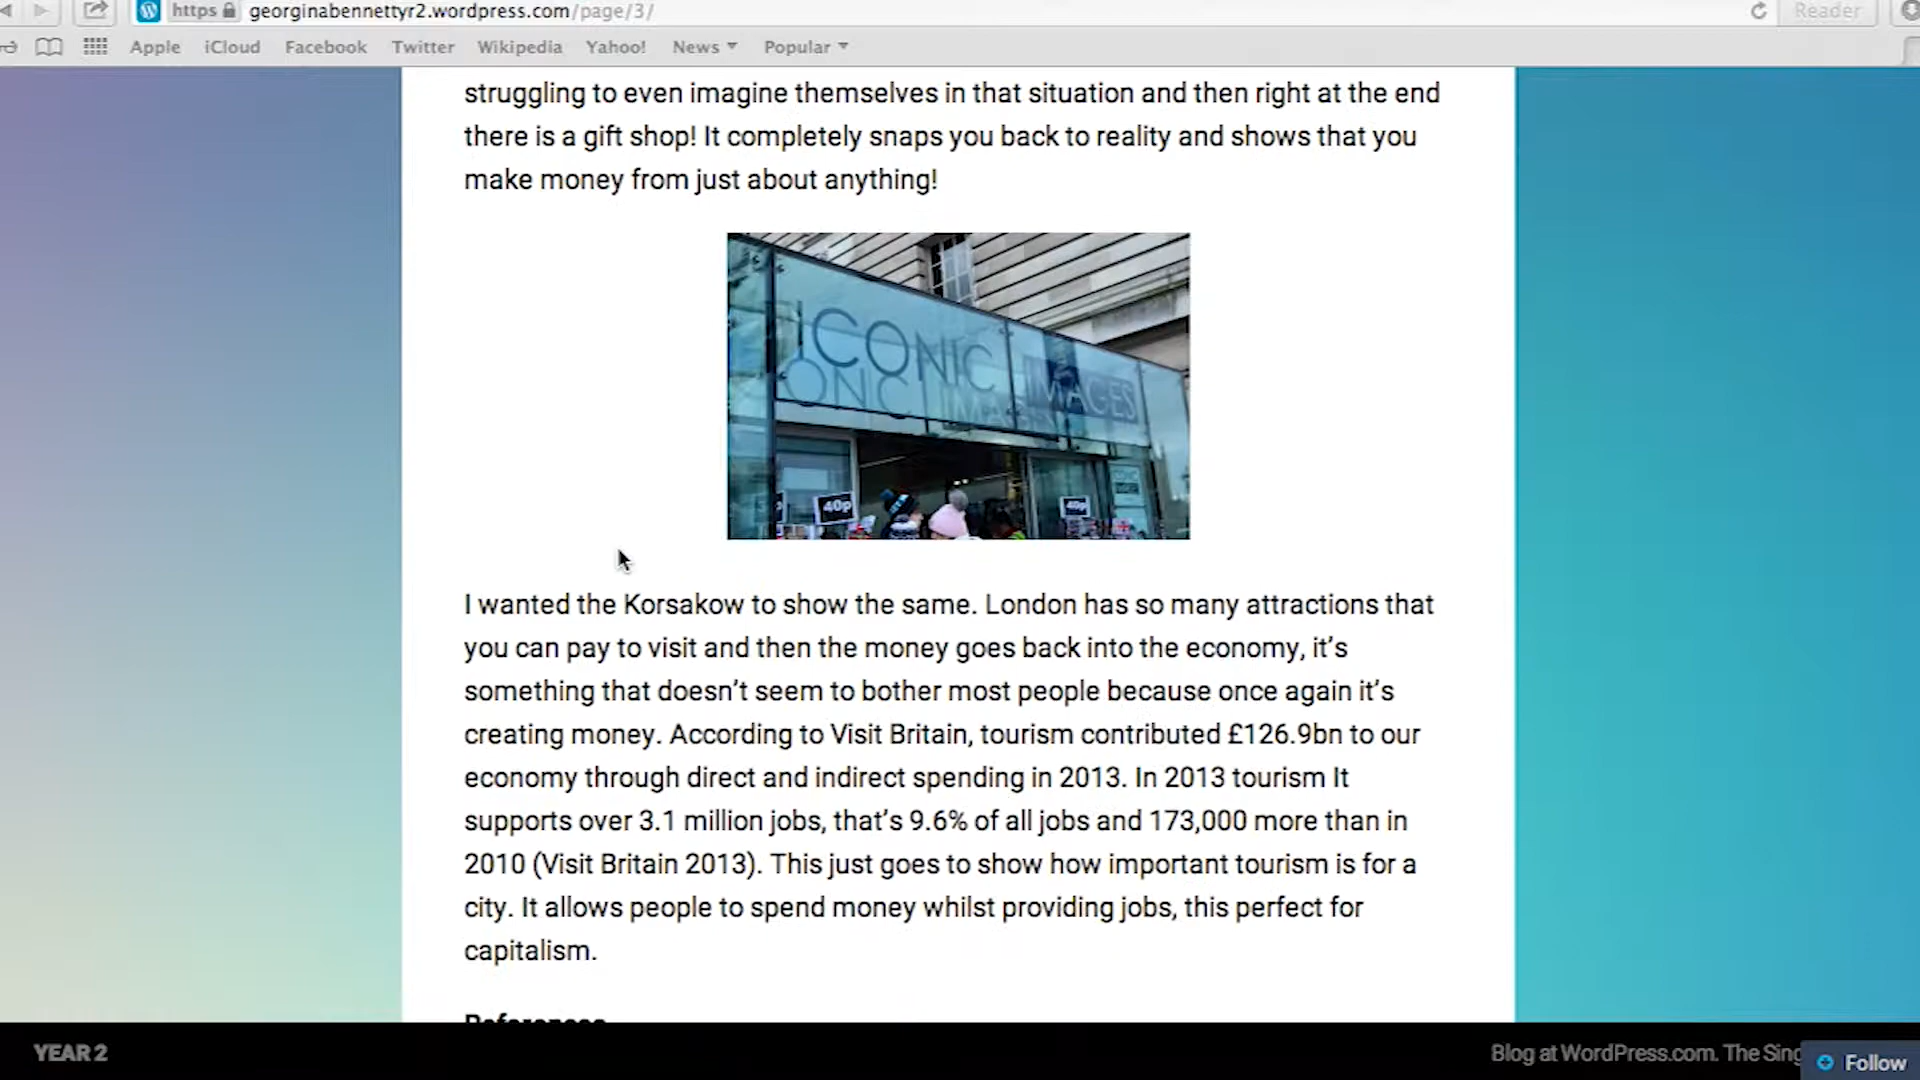 https georginabennettyr2.wordpress.com/page/3/ Reader
Apple iCloud Facebook Twitter Wikipedia Yahoo! News Popular
struggling to even imagine themselves in that situation and then right at the end
there is a gift shop! It completely snaps you back to reality and shows that you
make money from just about anything!
ICONIC IMAGES
40p 40p
I wanted the Korsakow to show the same. London has so many attractions that
you can pay to visit and then the money goes back into the economy, it’s
something that doesn’t seem to bother most people because once again it’s
creating money. According to Visit Britain, tourism contributed £126.9bn to our
economy through direct and indirect spending in 2013. In 2013 tourism It
supports over 3.1 million jobs, that’s 9.6% of all jobs and 173,000 more than in
2010 (Visit Britain 2013). This just goes to show how important tourism is for a
city. It allows people to spend money whilst providing jobs, this perfect for
capitalism.
References
YEAR 2 Blog at WordPress.com. The Sing
Follow